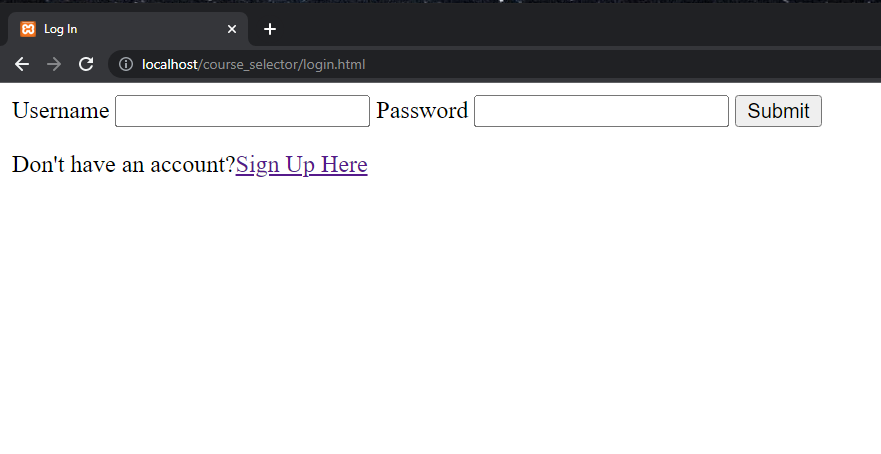 Log In
localhost/course_selector/login.html
Username Password Submit
Don't have an account?Sign Up Here